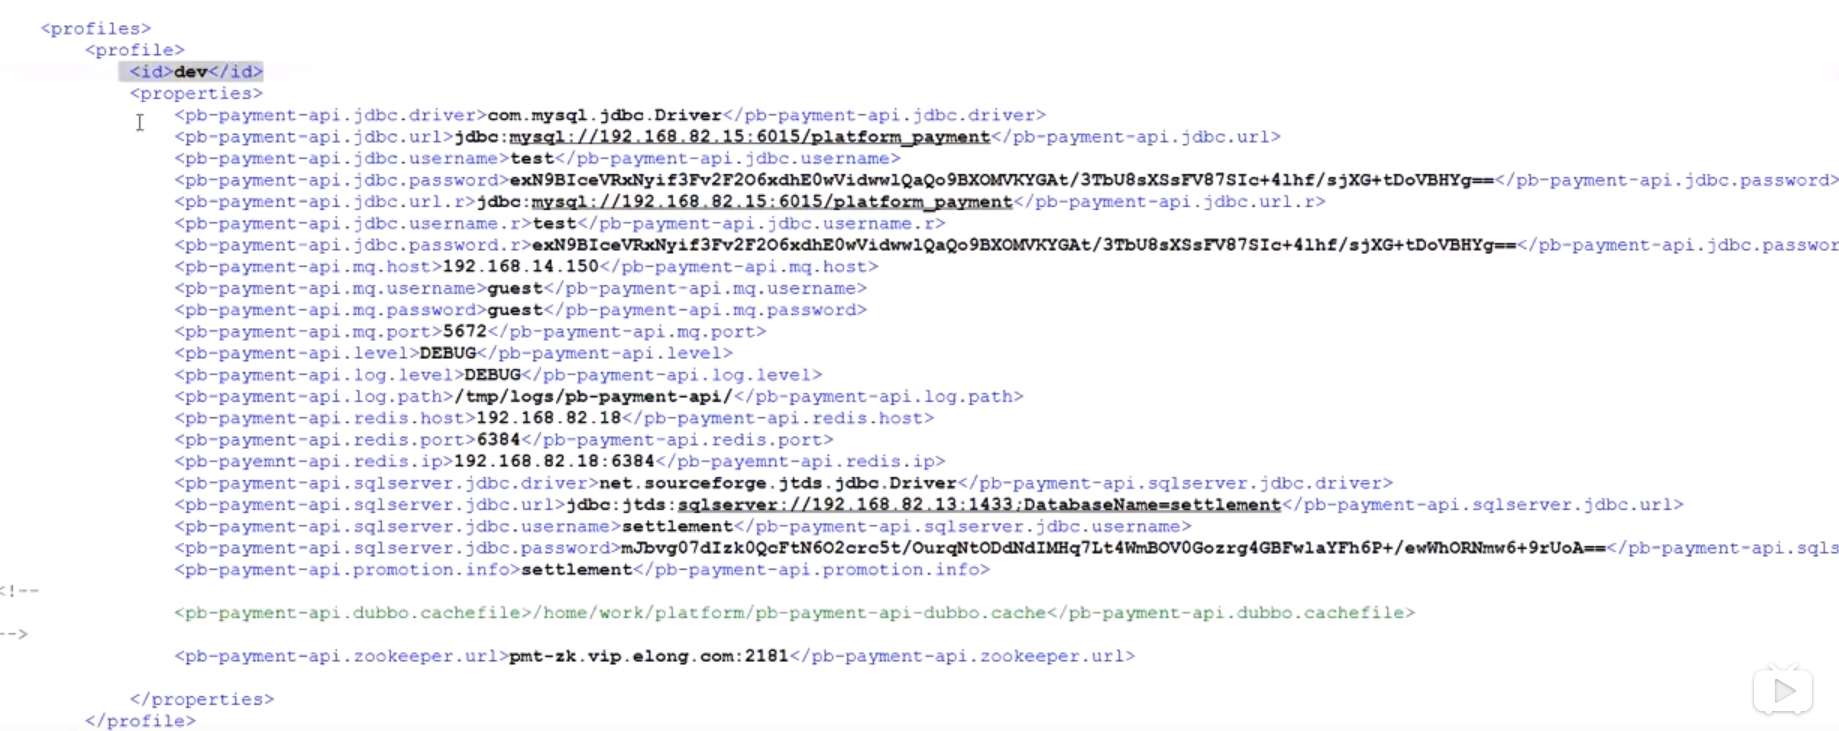 <profiles>
<profile>
<id>dev</id>
<properties>
<pb-payment-api.jdbc.driver>com.mysql.jdbc.Driver</pb-payment-api.jdbc.driver>
<pb-payment-api.jdbc.url>jdbc:mysql://192.168.82.15:6015/platform_payment</pb-payment-api.jdbc.url>
<pb-payment-api.jdbc.username>test</pb-payment-api.jdbc.username>
<pb-payment-api.jdbc.password>exN9BIceVRxNyif3Fv2F2O6xdhE0wVidwwlQaQo9BXOMVKYGAt/3TbU8sXSsFV87SIc+4lhf/sjXG+tDoVBHYg==</pb-payment-api.jdbc.password>
<pb-payment-api.jdbc.url.r>jdbc:mysql://192.168.82.15:6015/platform_payment</pb-payment-api.jdbc.url.r>
<pb-payment-api.jdbc.username.r>test</pb-payment-api.jdbc.username.r>
<pb-payment-api.jdbc.password.r>exN9BIceVRxNyif3Fv2F2O6xdhE0wVidwwlQaQo9BXOMVKYGAt/3TbU8sXSsFV87SIc+4lhf/sjXG+tDoVBHYg==</pb-payment-api.jdbc.passwor
<pb-payment-api.mq.host>192.168.14.150</pb-payment-api.mq.host>
<pb-payment-api.mq.username>guest</pb-payment-api.mq.username>
<pb-payment-api.mq.password>guest</pb-payment-api.mq.password>
<pb-payment-api.mq.port>5672</pb-payment-api.mq.port>
<pb-payment-api.level>DEBUG</pb-payment-api.level>
<pb-payment-api.log.level>DEBUG</pb-payment-api.log.level>
<pb-payment-api.log.path>/tmp/logs/pb-payment-api/</pb-payment-api.log.path>
<pb-payment-api.redis.host>192.168.82.18</pb-payment-api.redis.host>
<pb-payment-api.redis.port>6384</pb-payment-api.redis.port>
<pb-payemnt-api.redis.ip>192.168.82.18:6384</pb-payemnt-api.redis.ip>
<pb-payment-api.sqlserver.jdbc.driver>net.sourceforge.jtds.jdbc.Driver</pb-payment-api.sqlserver.jdbc.driver>
<pb-payment-api.sqlserver.jdbc.url>jdbc:jtds:sqlserver://192.168.82.13:1433;DatabaseName=settlement</pb-payment-api.sqlserver.jdbc.url>
<pb-payment-api.sqlserver.jdbc.username>settlement</pb-payment-api.sqlserver.jdbc.username>
<pb-payment-api.sqlserver.jdbc.password>mJbvg07dIzk0QcFtN6O2crc5t/OurqNtODdNdIMHq7Lt4WmBOV0Gozrg4GBFwlaYFh6P+/ewWhORNmw6+9rUoA==</pb-payment-api.sqls
<pb-payment-api.promotion.info>settlement</pb-payment-api.promotion.info>
<!--
<pb-payment-api.dubbo.cachefile>/home/work/platform/pb-payment-api-dubbo.cache</pb-payment-api.dubbo.cachefile>
-->
<pb-payment-api.zookeeper.url>pmt-zk.vip.elong.com:2181</pb-payment-api.zookeeper.url>
</properties>
</profile>